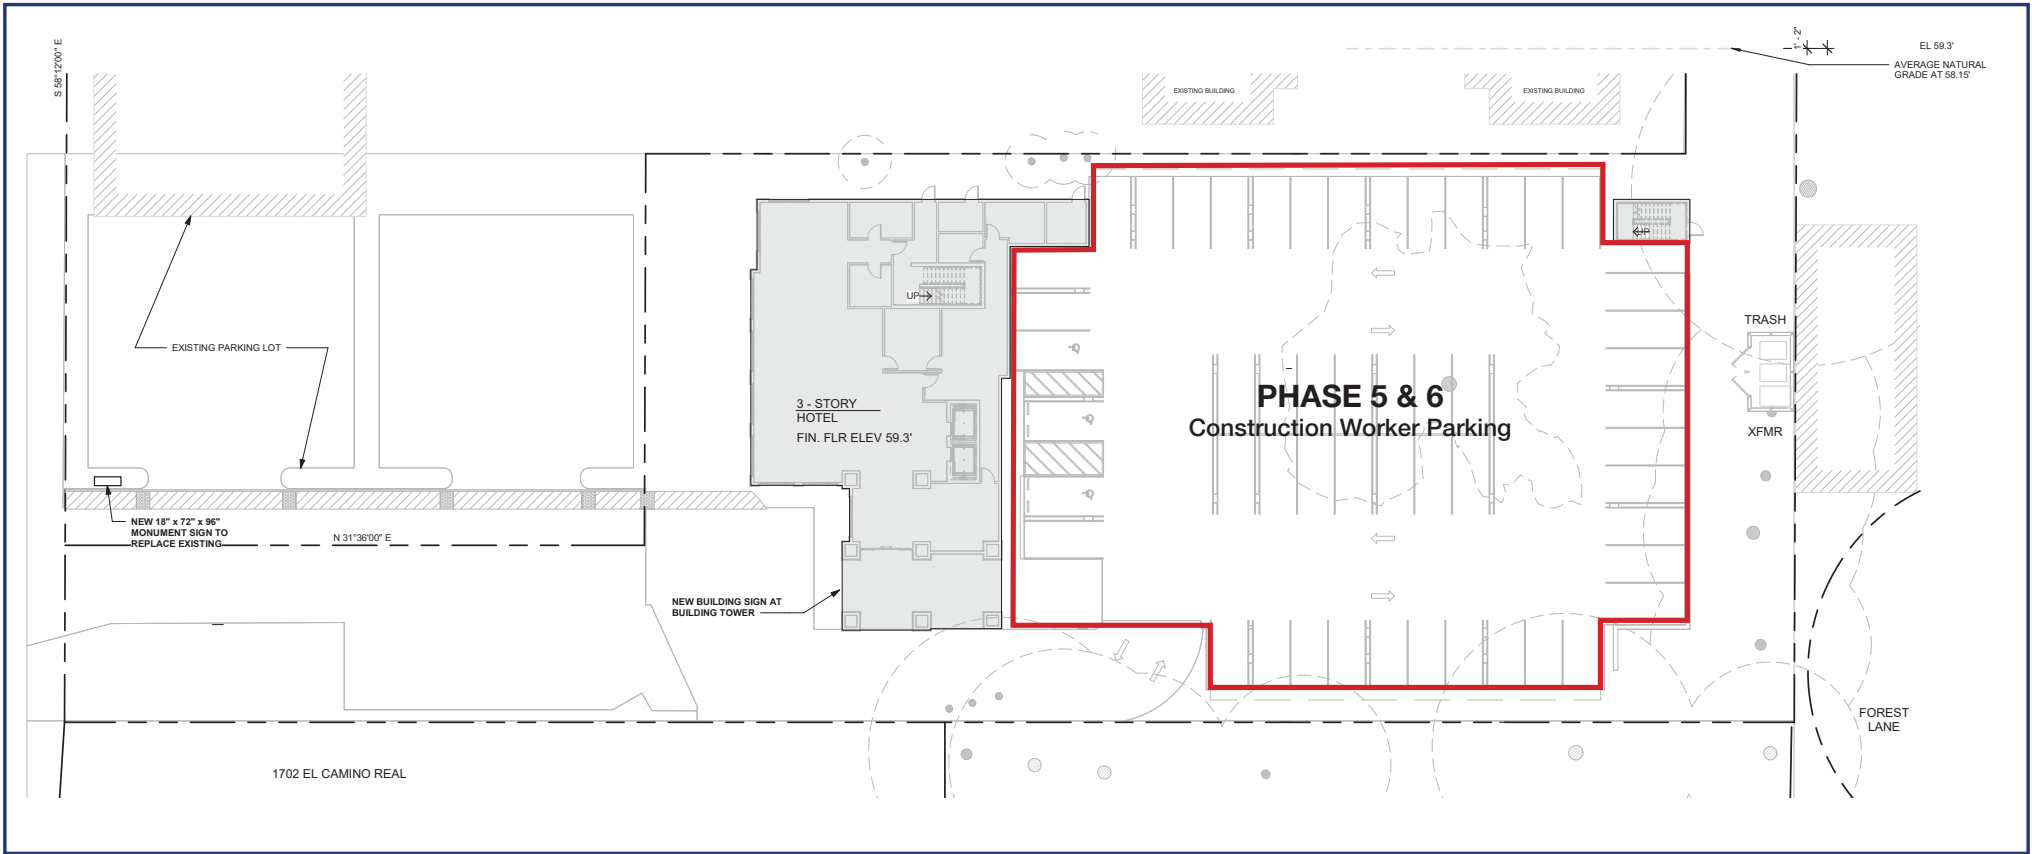 S 58°12'00" E
1' - 2"
EL 59.3'
AVERAGE NATURAL
GRADE AT 58.15'
EXISTING BUILDING
EXISTING BUILDING
UP
UP
TRASH
XFMR
EXISTING PARKING LOT
3 - STORY
HOTEL
FIN. FLR ELEV 59.3'
PHASE 5 & 6
Construction Worker Parking
NEW 18" x 72" x 96"
MONUMENT SIGN TO
REPLACE EXISTING
N 31°36'00" E
NEW BUILDING SIGN AT
BUILDING TOWER
FOREST
LANE
1702 EL CAMINO REAL